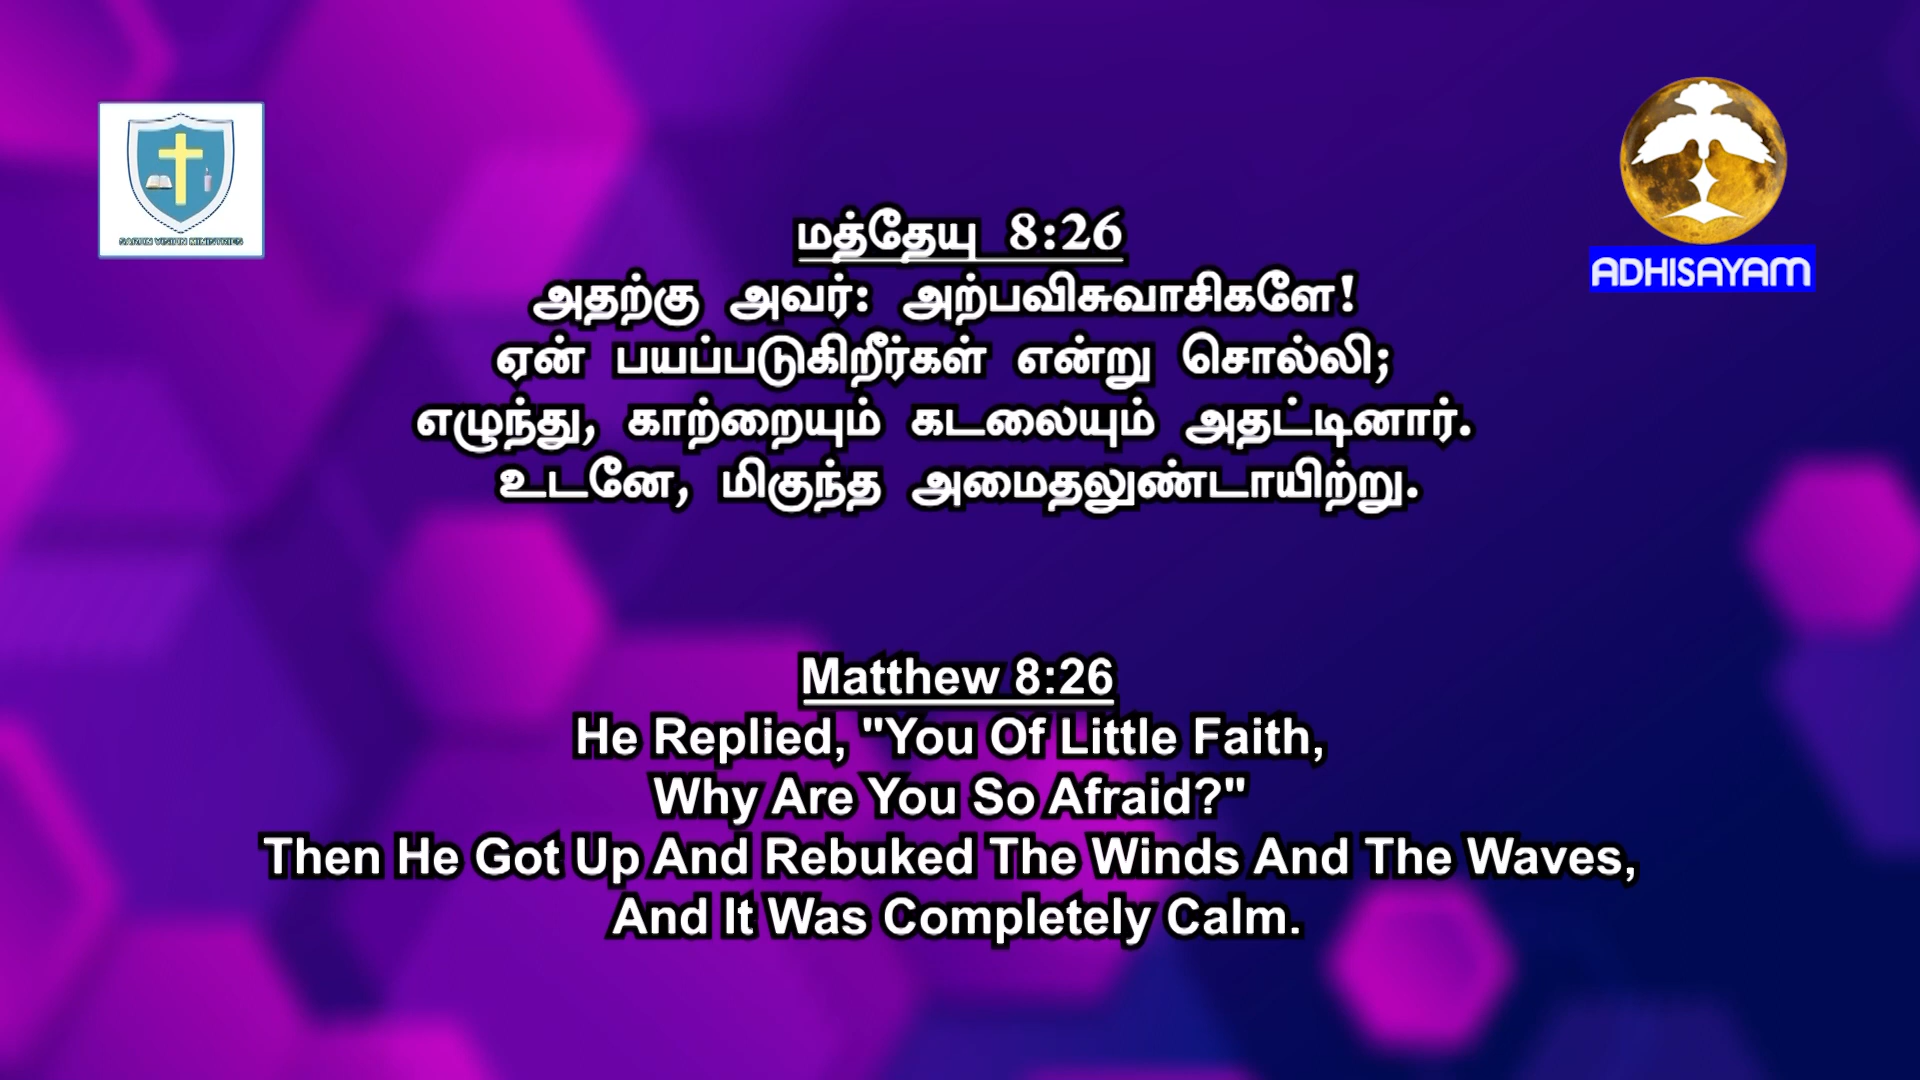 ADHISAYAM
மத்தேயு 8:26
அதற்கு அவர்: அற்பவிசுவாசிகளே!
ஏன் பயப்படுகிறீர்கள் என்று சொல்லி;
எழுந்து, காற்றையும் கடலையும் அதட்டினார்.
உடனே, மிகுந்த அமைதலுண்டாயிற்று.
Matthew 8:26
He Replied, "You Of Little Faith,
Why Are You So Afraid?"
Then He Got Up And Rebuked The Winds And The Waves,
And It Was Completely Calm.